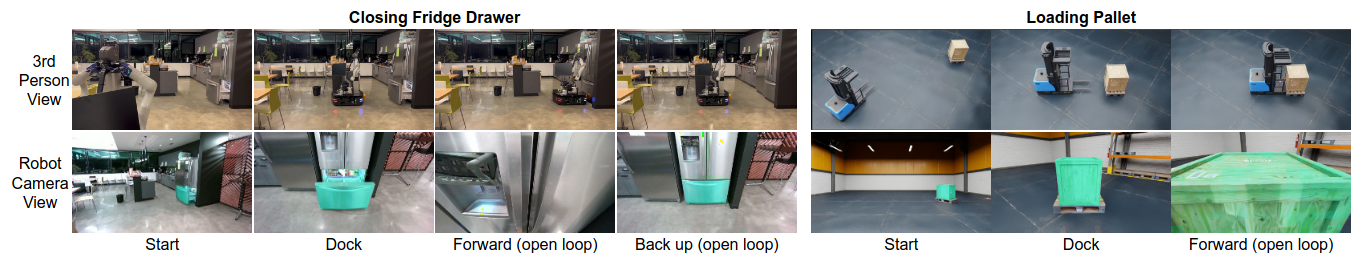 Closing Fridge Drawer
Loading Pallet
3rd
Person
View
Robot
Camera
View
Start
Dock
Forward (open loop)
Back up (open loop)
Start
Dock
Forward (open loop)